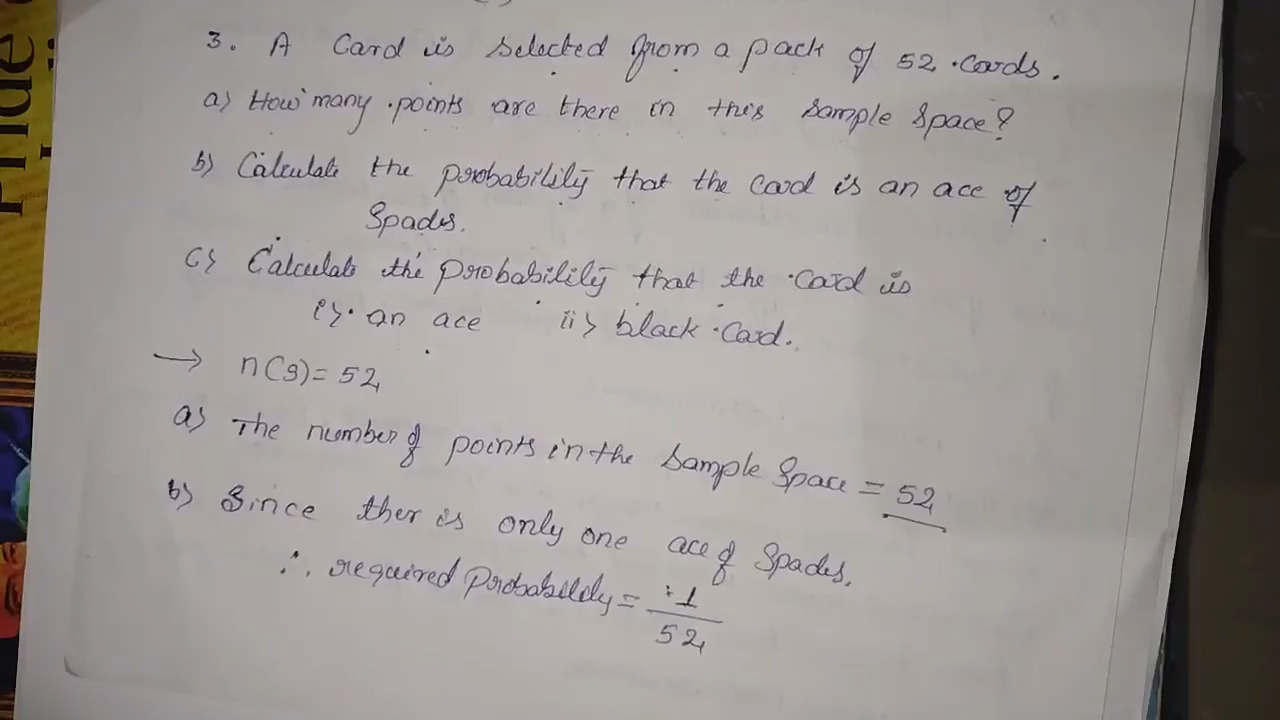 3. A Card is selected from a pack of 52 cards.
a) How many points are there in this sample space?
b) Calculate the probability that the card is an ace of
Spades.
c) Calculate the probability that the card is
i) an ace ii) black card.
→ n(S) = 52
a) The number of points in the sample space = 52
b) Since ther is only one ace of spades.
∴ required probability = 1/52